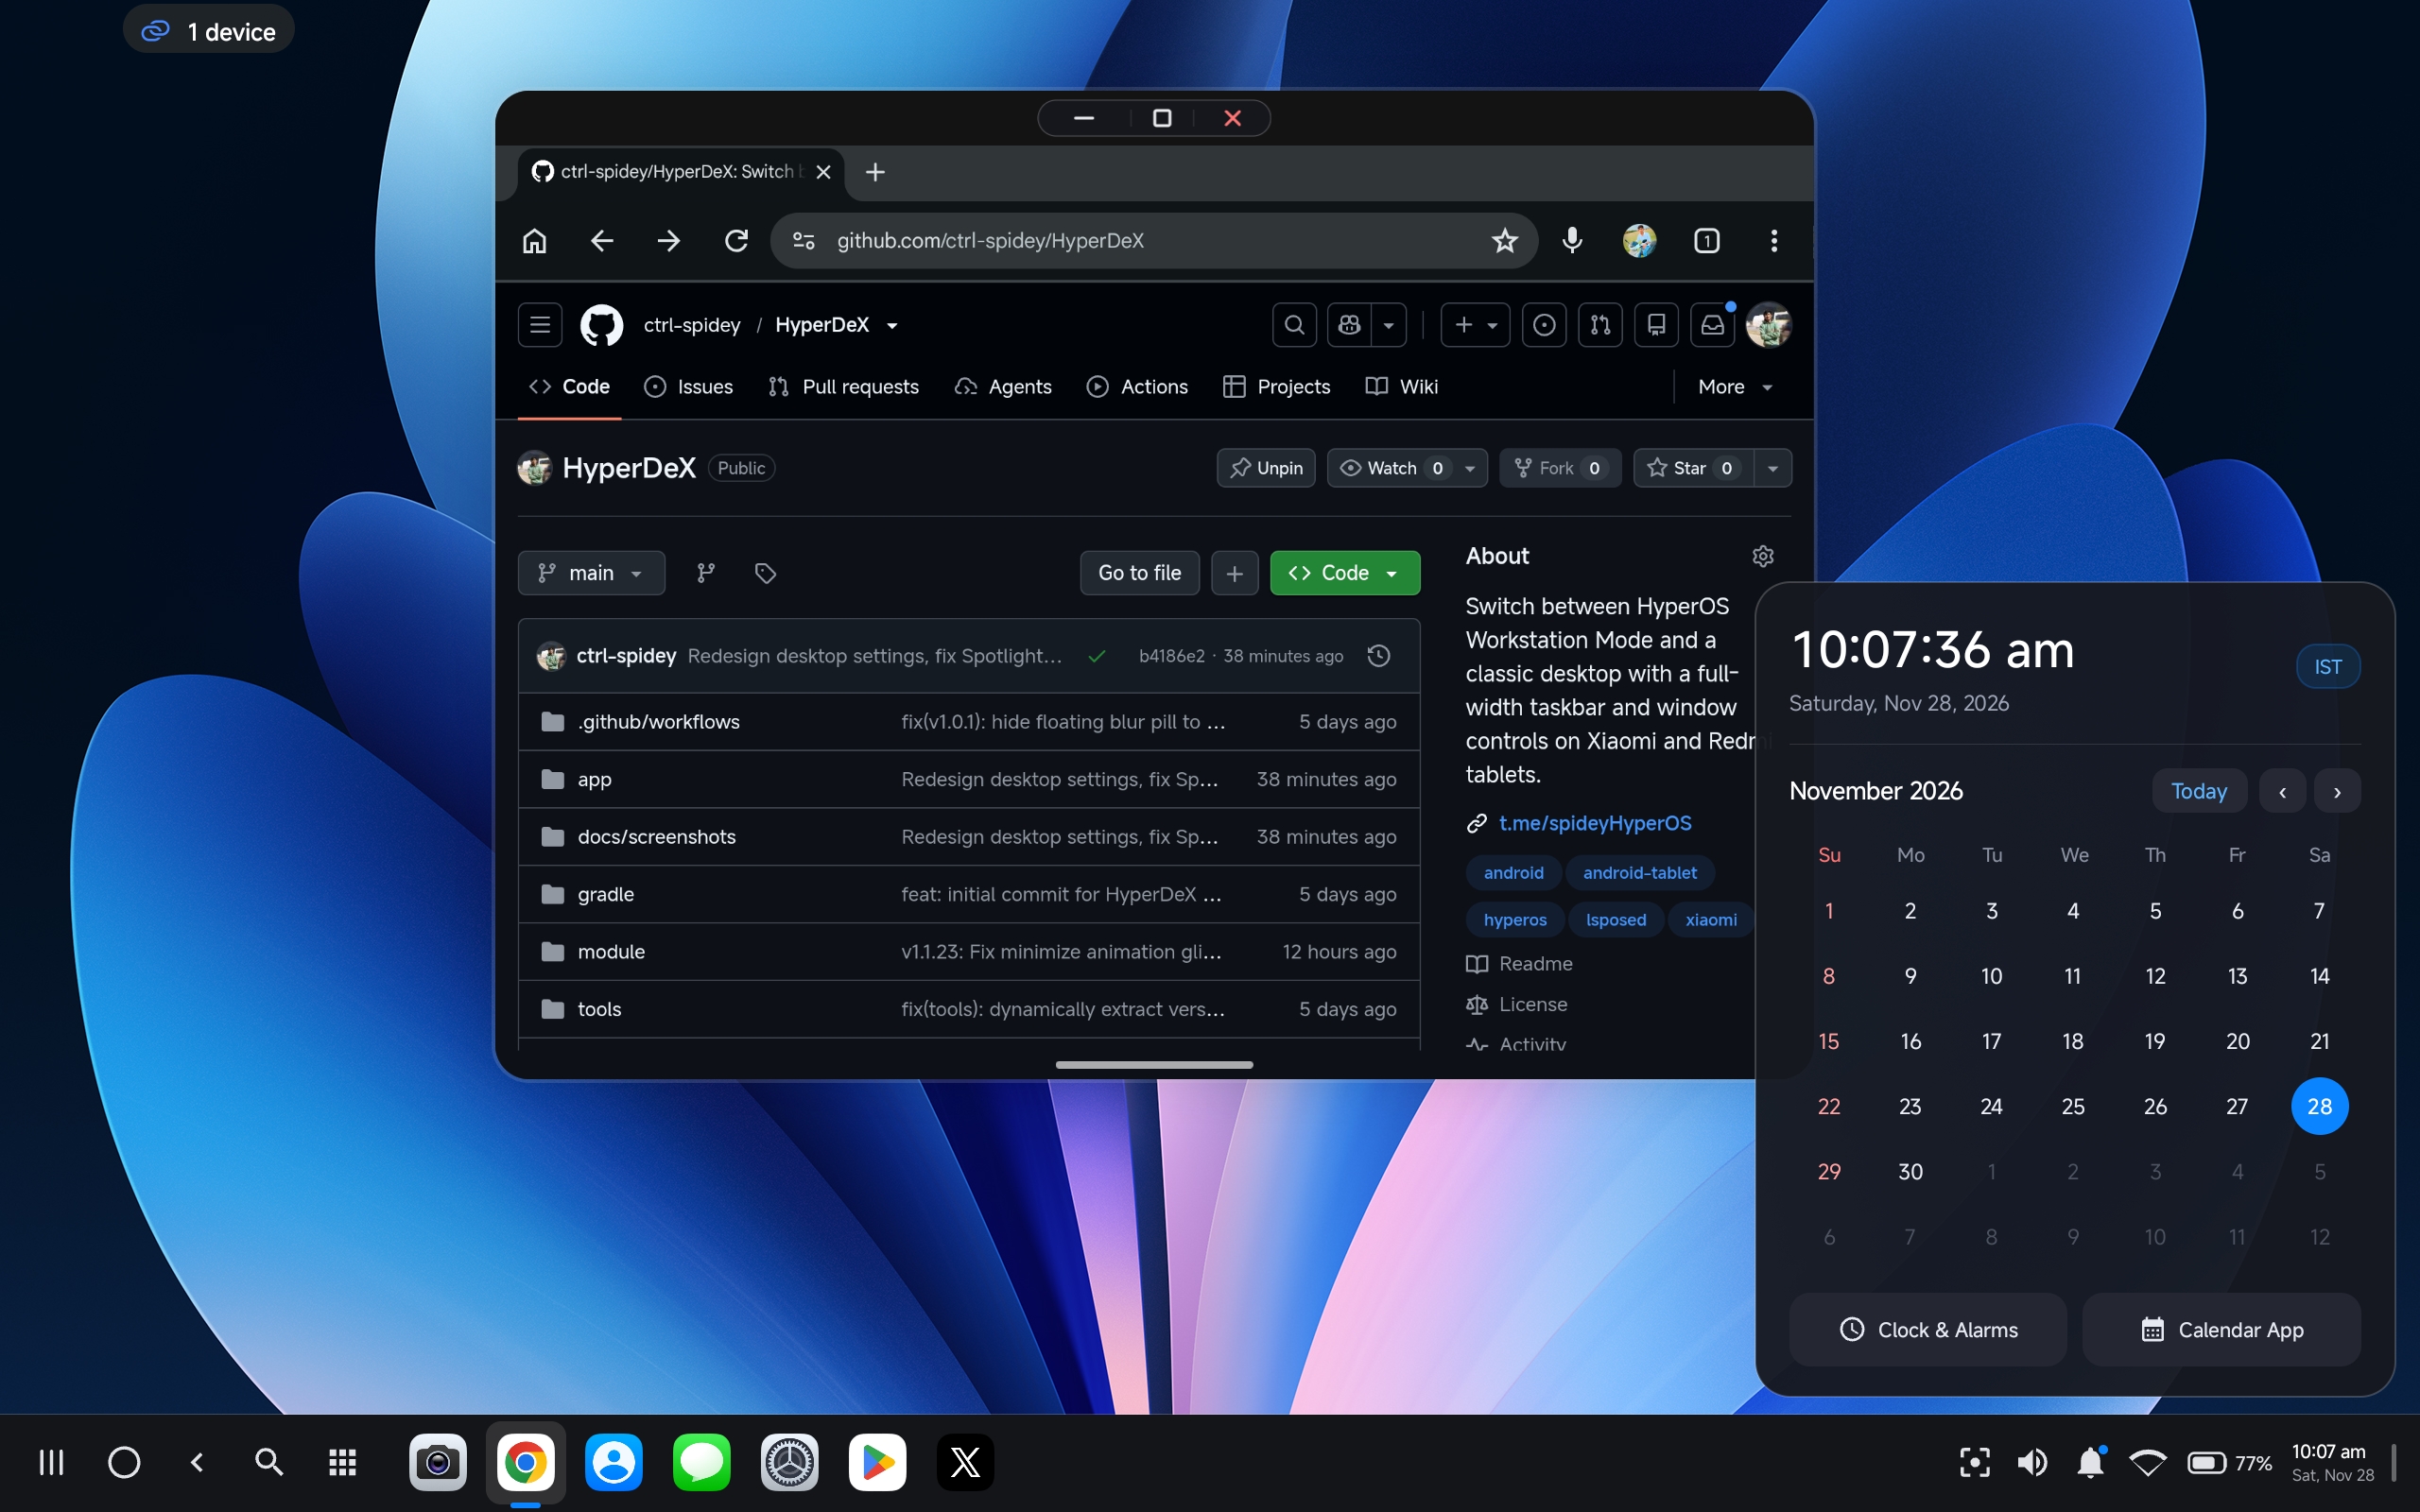 1 device
ctrl-spidey/HyperDeX: Switch
github.com/ctrl-spidey/HyperDeX
1
ctrl-spidey / HyperDeX
Code Issues Pull requests Agents Actions Projects Wiki More
HyperDeX Public Unpin Watch 0 Fork 0 Star 0
main Go to file Code
ctrl-spidey Redesign desktop settings, fix Spotlight… b4186e2 · 38 minutes ago
.github/workflows fix(v1.0.1): hide floating blur pill to … 5 days ago
app Redesign desktop settings, fix Sp… 38 minutes ago
docs/screenshots Redesign desktop settings, fix Sp… 38 minutes ago
gradle feat: initial commit for HyperDeX … 5 days ago
module v1.1.23: Fix minimize animation gli… 12 hours ago
tools fix(tools): dynamically extract vers… 5 days ago
About
Switch between HyperOS
Workstation Mode and a
classic desktop with a full-
width taskbar and window
controls on Xiaomi and Redmi
tablets.
t.me/spideyHyperOS
android android-tablet
hyperos lsposed xiaomi
Readme
License
Activity
10:07:36 am
IST
Saturday, Nov 28, 2026
November 2026 Today ‹ ›
Su Mo Tu We Th Fr Sa
1 2 3 4 5 6 7
8 9 10 11 12 13 14
15 16 17 18 19 20 21
22 23 24 25 26 27 28
29 30 1 2 3 4 5
6 7 8 9 10 11 12
Clock & Alarms Calendar App
77%
10:07 am
Sat, Nov 28